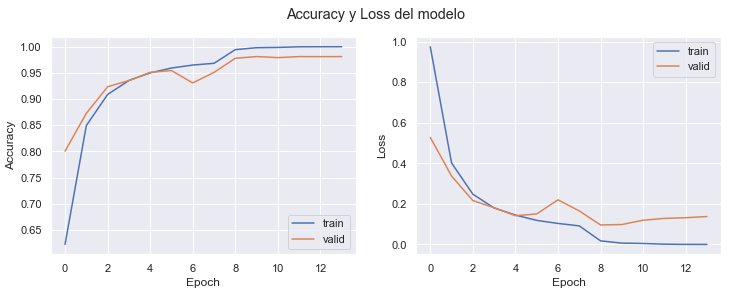 Accuracy y Loss del modelo
1.00
0.95
0.90
0.85
0.80
0.75
0.70
0.65
Accuracy
0 2 4 6 8 10 12
Epoch
train
valid
1.0
0.8
0.6
0.4
0.2
0.0
Loss
0 2 4 6 8 10 12
Epoch
train
valid